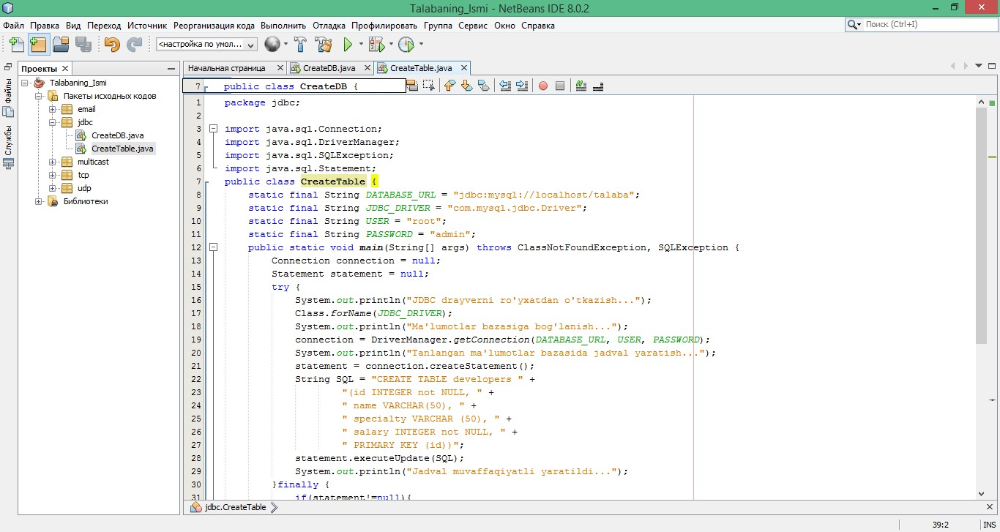 Talabaning_Ismi - NetBeans IDE 8.0.2
Файл Правка Вид Переход Источник Реорганизация кода Выполнить Отладка Профилировать Группа Сервис Окно Справка
Поиск (Ctrl+I)
<настройка по умол...
Файлы
Службы
Проекты
Talabaning_Ismi
Пакеты исходных кодов
email
jdbc
CreateDB.java
CreateTable.java
multicast
tcp
udp
Библиотеки
Начальная страница CreateDB.java CreateTable.java
7 public class CreateDB {
1 package jdbc;
2
3 import java.sql.Connection;
4 import java.sql.DriverManager;
5 import java.sql.SQLException;
6 import java.sql.Statement;
7 public class CreateTable {
8 static final String DATABASE_URL = "jdbc:mysql://localhost/talaba";
9 static final String JDBC_DRIVER = "com.mysql.jdbc.Driver";
10 static final String USER = "root";
11 static final String PASSWORD = "admin";
12 public static void main(String[] args) throws ClassNotFoundException, SQLException {
13 Connection connection = null;
14 Statement statement = null;
15 try {
16 System.out.println("JDBC drayverni ro'yxatdan o'tkazish...");
17 Class.forName(JDBC_DRIVER);
18 System.out.println("Ma'lumotlar bazasiga bog'lanish...");
19 connection = DriverManager.getConnection(DATABASE_URL, USER, PASSWORD);
20 System.out.println("Tanlangan ma'lumotlar bazasida jadval yaratish...");
21 statement = connection.createStatement();
22 String SQL = "CREATE TABLE developers " +
23 "(id INTEGER not NULL, " +
24 " name VARCHAR(50), " +
25 " specialty VARCHAR (50), " +
26 " salary INTEGER not NULL, " +
27 " PRIMARY KEY (id))";
28 statement.executeUpdate(SQL);
29 System.out.println("Jadval muvaffaqiyatli yaratildi...");
30 }finally {
31 if(statement!=null){
jdbc.CreateTable
39:2 INS